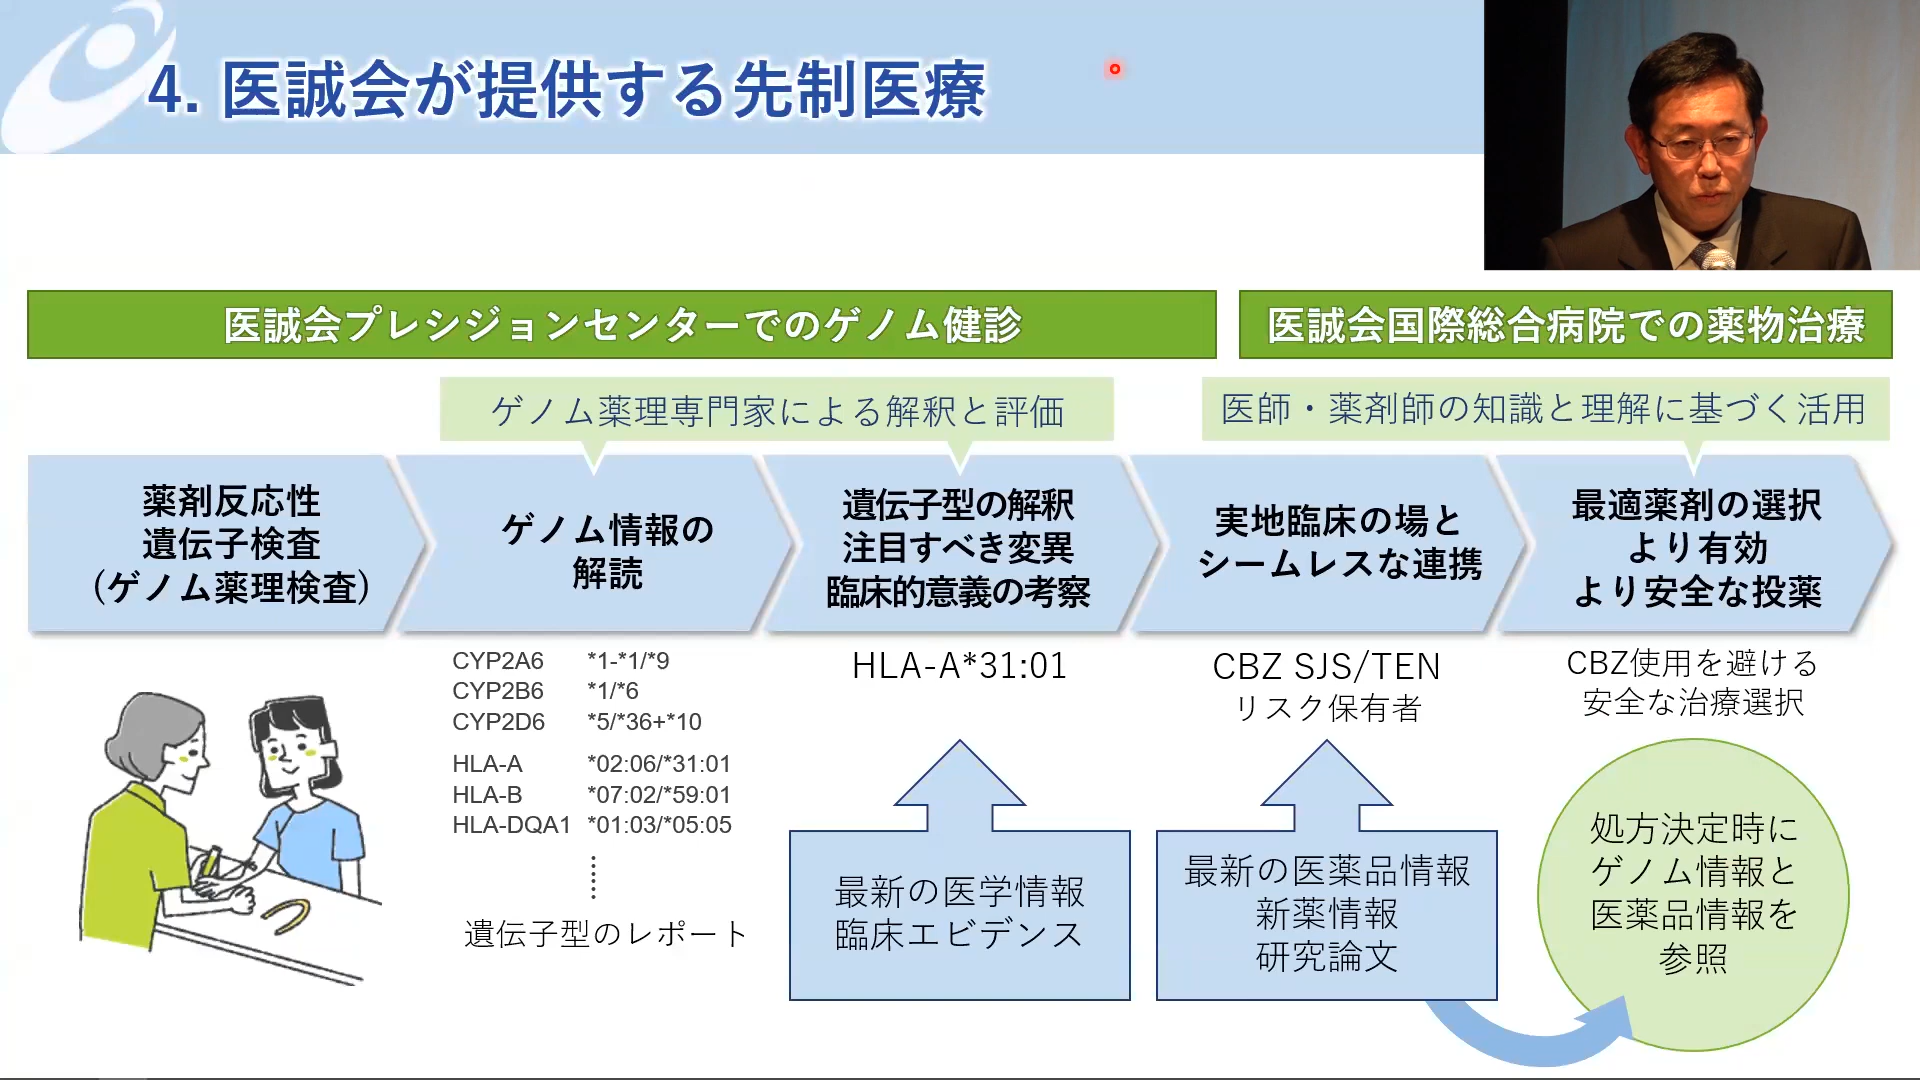 4. 医誠会が提供する先制医療
医誠会プレシジョンセンターでのゲノム健診
医誠会国際総合病院での薬物治療
ゲノム薬理専門家による解釈と評価
医師・薬剤師の知識と理解に基づく活用
薬剤反応性
遺伝子検査
(ゲノム薬理検査)
ゲノム情報の
解読
遺伝子型の解釈
注目すべき変異
臨床的意義の考察
実地臨床の場と
シームレスな連携
最適薬剤の選択
より有効
より安全な投薬
CYP2A6 *1-*1/*9
CYP2B6 *1/*6
CYP2D6 *5/*36+*10
HLA-A *02:06/*31:01
HLA-B *07:02/*59:01
HLA-DQA1 *01:03/*05:05
遺伝子型のレポート
HLA-A*31:01
最新の医学情報
臨床エビデンス
CBZ SJS/TEN
リスク保有者
最新の医薬品情報
新薬情報
研究論文
CBZ使用を避ける
安全な治療選択
処方決定時に
ゲノム情報と
医薬品情報を
参照